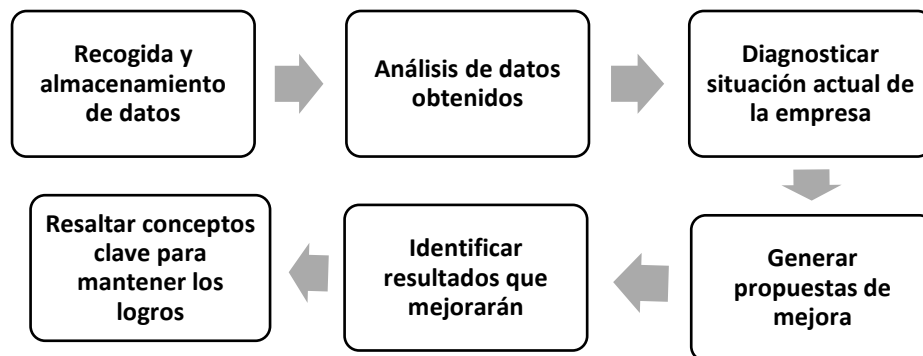 Recogida y
almacenamiento
de datos
Análisis de datos
obtenidos
Diagnosticar
situación actual de
la empresa
Generar
propuestas de
mejora
Identificar
resultados que
mejorarán
Resaltar conceptos
clave para
mantener los
logros